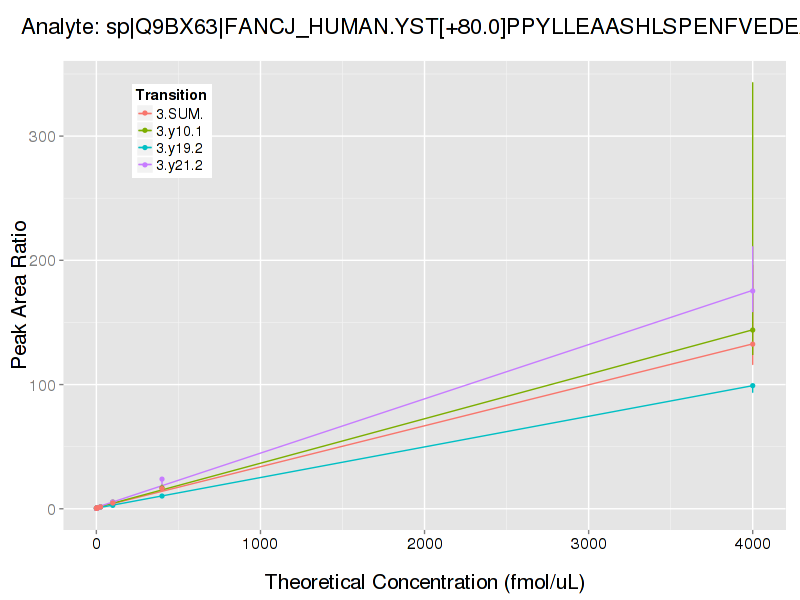 Analyte: sp|Q9BX63|FANCJ_HUMAN.YST[+80.0]PPYLLEAASHLSPENFVEDE
Transition
3.SUM.
3.y10.1
3.y19.2
3.y21.2
Peak Area Ratio
300
200
100
0
0 1000 2000 3000 4000
Theoretical Concentration (fmol/uL)